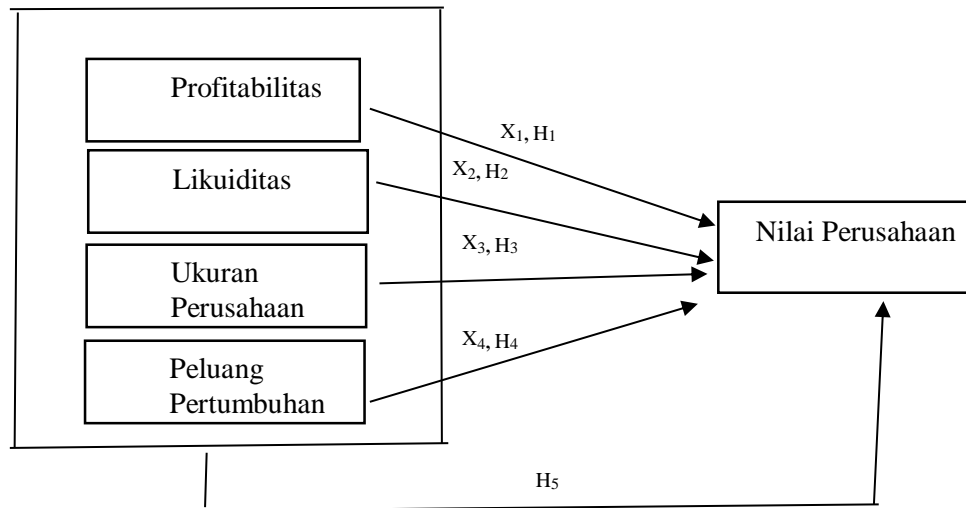 Profitabilitas
X₁, H₁
X₂, H₂
Likuiditas
Nilai Perusahaan
X₃, H₃
Ukuran
Perusahaan
X₄, H₄
Peluang
Pertumbuhan
H₅